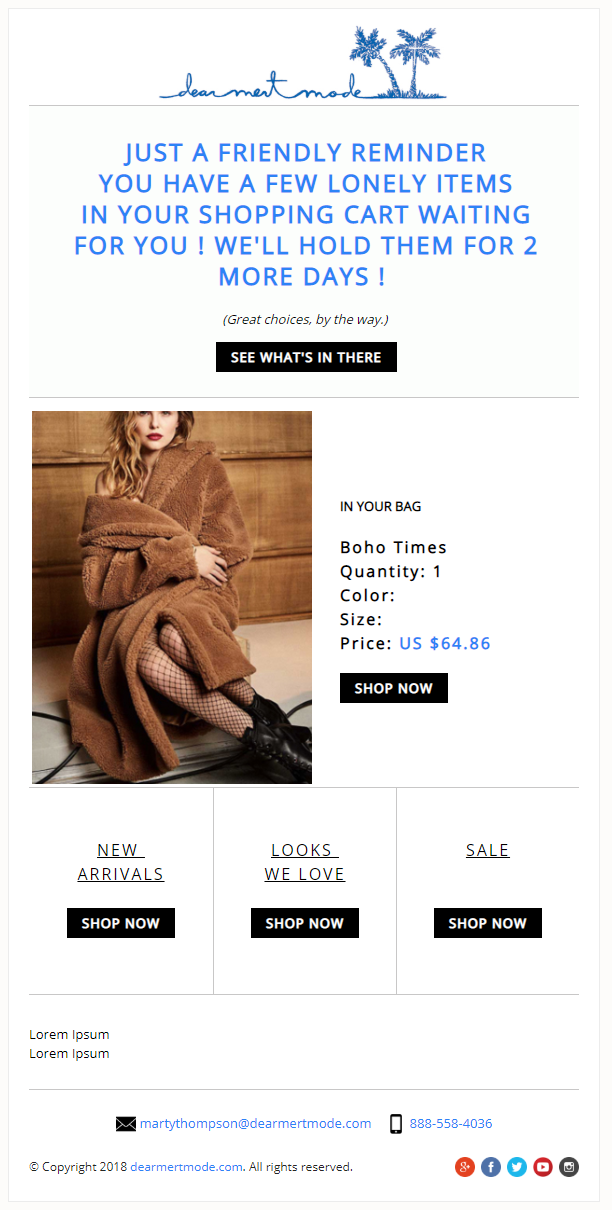 dear mert mode
JUST A FRIENDLY REMINDER
YOU HAVE A FEW LONELY ITEMS
IN YOUR SHOPPING CART WAITING
FOR YOU ! WE'LL HOLD THEM FOR 2
MORE DAYS !
(Great choices, by the way.)
SEE WHAT'S IN THERE
IN YOUR BAG
Boho Times
Quantity: 1
Color:
Size:
Price: US $64.86
SHOP NOW
NEW
ARRIVALS
SHOP NOW
LOOKS
WE LOVE
SHOP NOW
SALE
SHOP NOW
Lorem Ipsum
Lorem Ipsum
martythompson@dearmertmode.com 888-558-4036
© Copyright 2018 dearmertmode.com. All rights reserved.